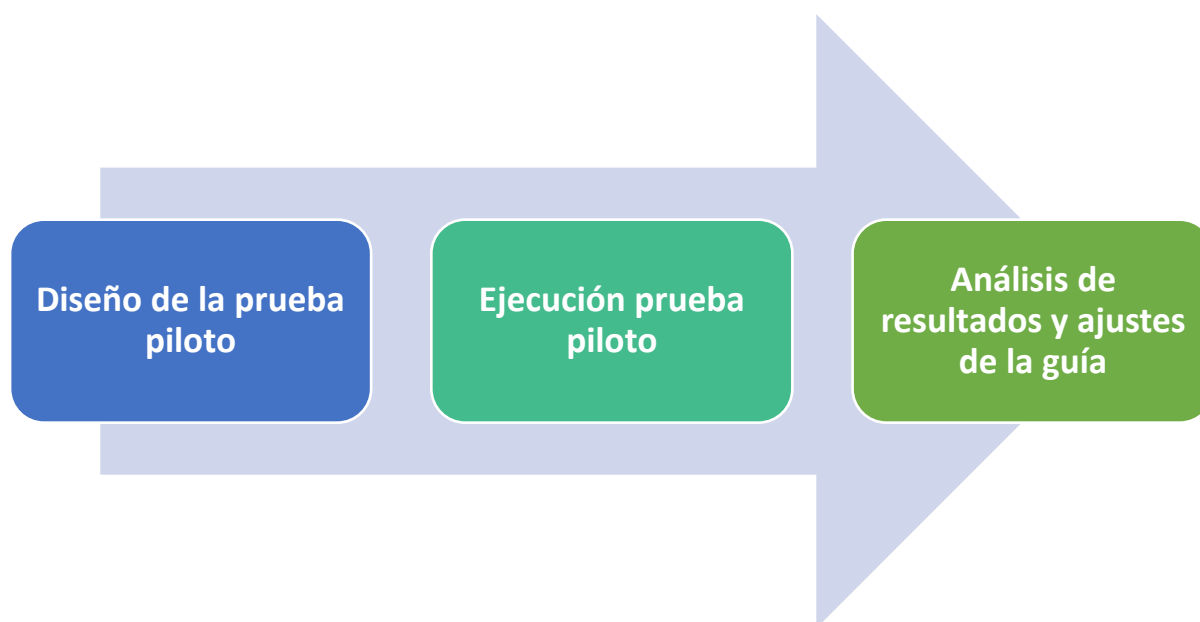 Diseño de la prueba
piloto
Ejecución prueba
piloto
Análisis de
resultados y ajustes
de la guía